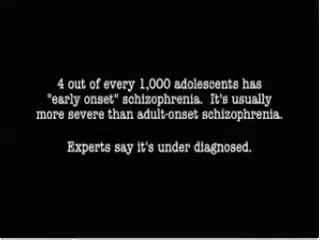 4 out of every 1,000 adolescents has
"early onset" schizophrenia.  It's usually
more severe than adult-onset schizophrenia.
Experts say it's under diagnosed.